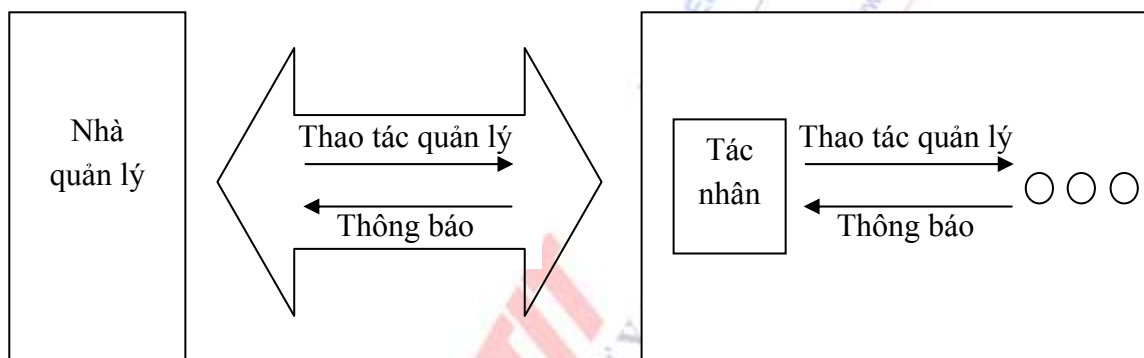 Nhà
quản lý
Thao tác quản lý
Thông báo
Tác
nhân
Thao tác quản lý
Thông báo